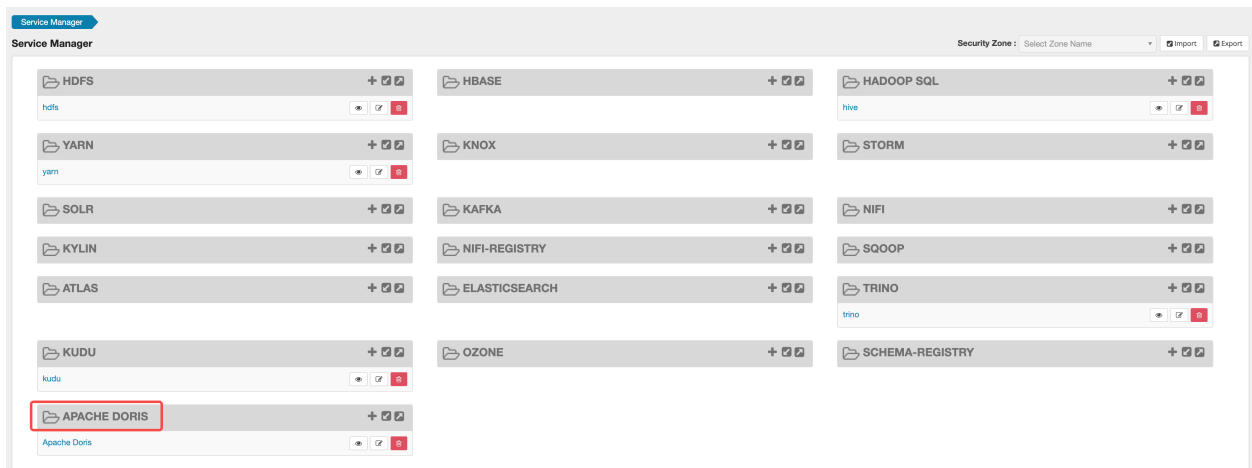 Service Manager
Service Manager
Security Zone : Select Zone Name Import Export
HDFS HBASE HADOOP SQL
hdfs hive
YARN KNOX STORM
yarn
SOLR KAFKA NIFI
KYLIN NIFI-REGISTRY SQOOP
ATLAS ELASTICSEARCH TRINO
trino
KUDU OZONE SCHEMA-REGISTRY
kudu
APACHE DORIS
Apache Doris